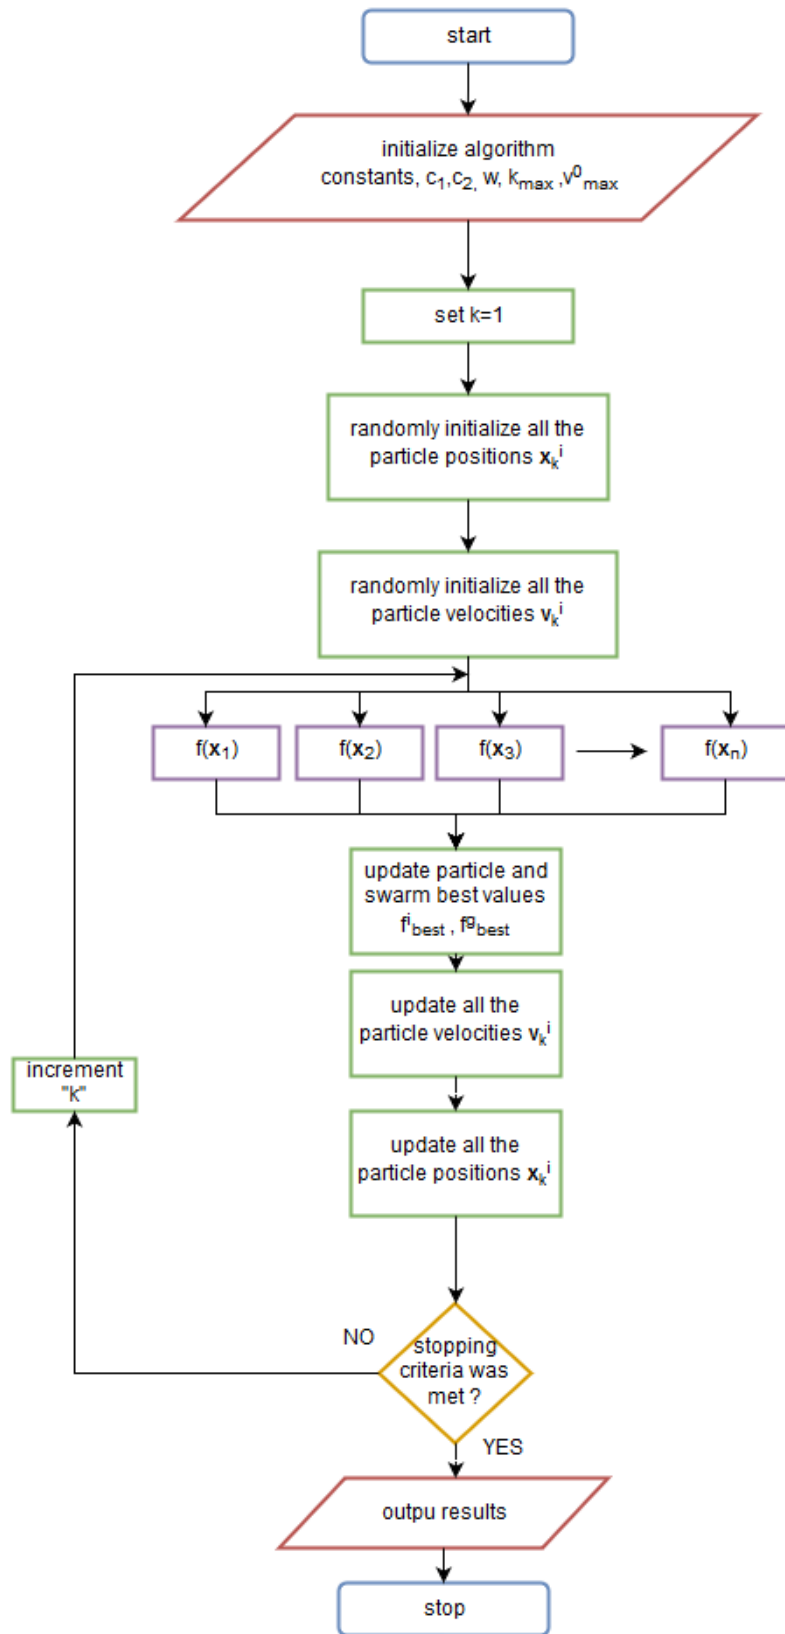 start
initialize algorithm
constants, c₁,c₂, w, kₘₐₓ ,v⁰ₘₐₓ
set k=1
randomly initialize all the
particle positions xₖⁱ
randomly initialize all the
particle velocities vₖⁱ
f(x₁) f(x₂) f(x₃) f(xₙ)
update particle and
swarm best values
fⁱbest , fᵍbest
update all the
particle velocities vₖⁱ
increment
"k"
update all the
particle positions xₖⁱ
NO
stopping
criteria was
met ?
YES
outpu results
stop